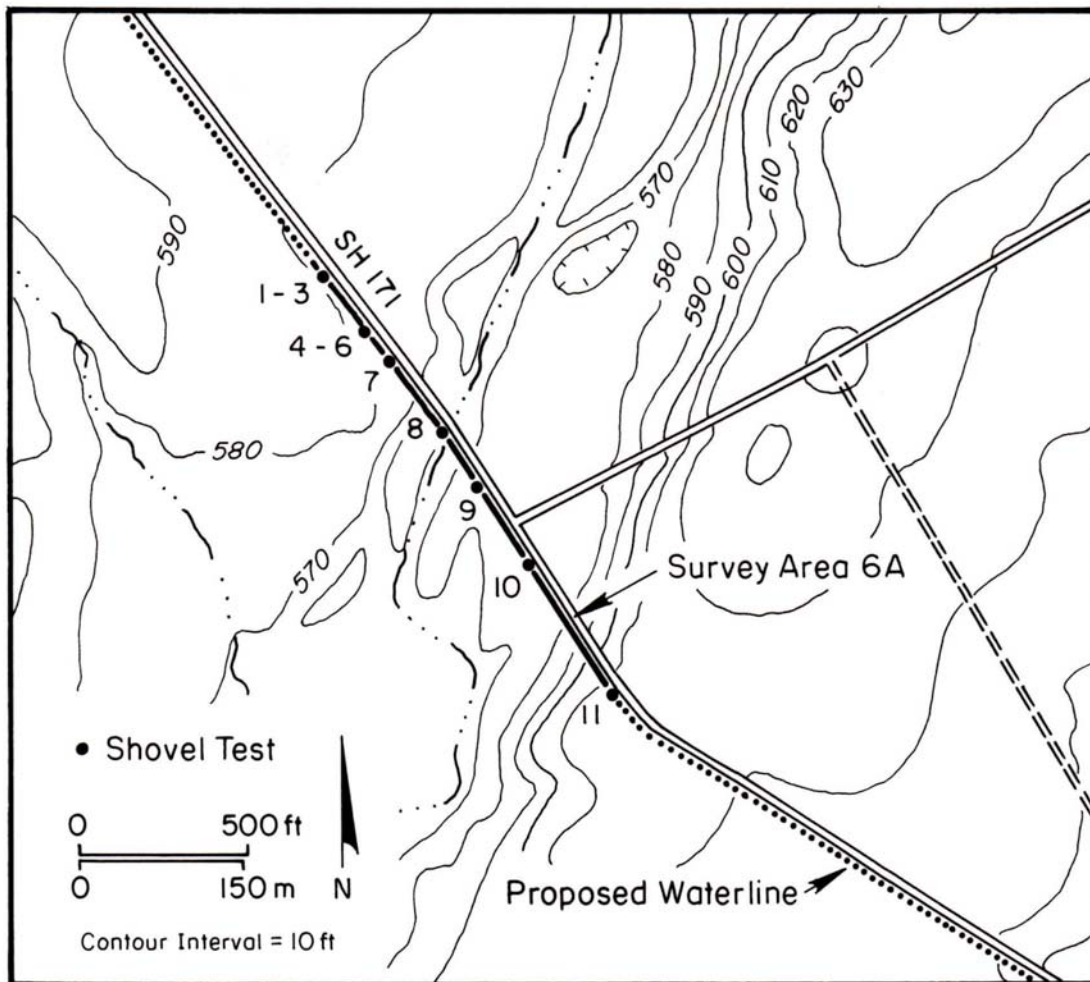 620
630
570
610
590
SH 171
580
600
590
1 - 3
4 - 6
7
8
580
9
570
10
Survey Area 6A
11
● Shovel Test
0 500 ft
0 150 m
N
Proposed Waterline
Contour Interval = 10 ft